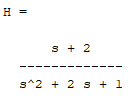 H =
s + 2
-------------
s^2 + 2 s + 1